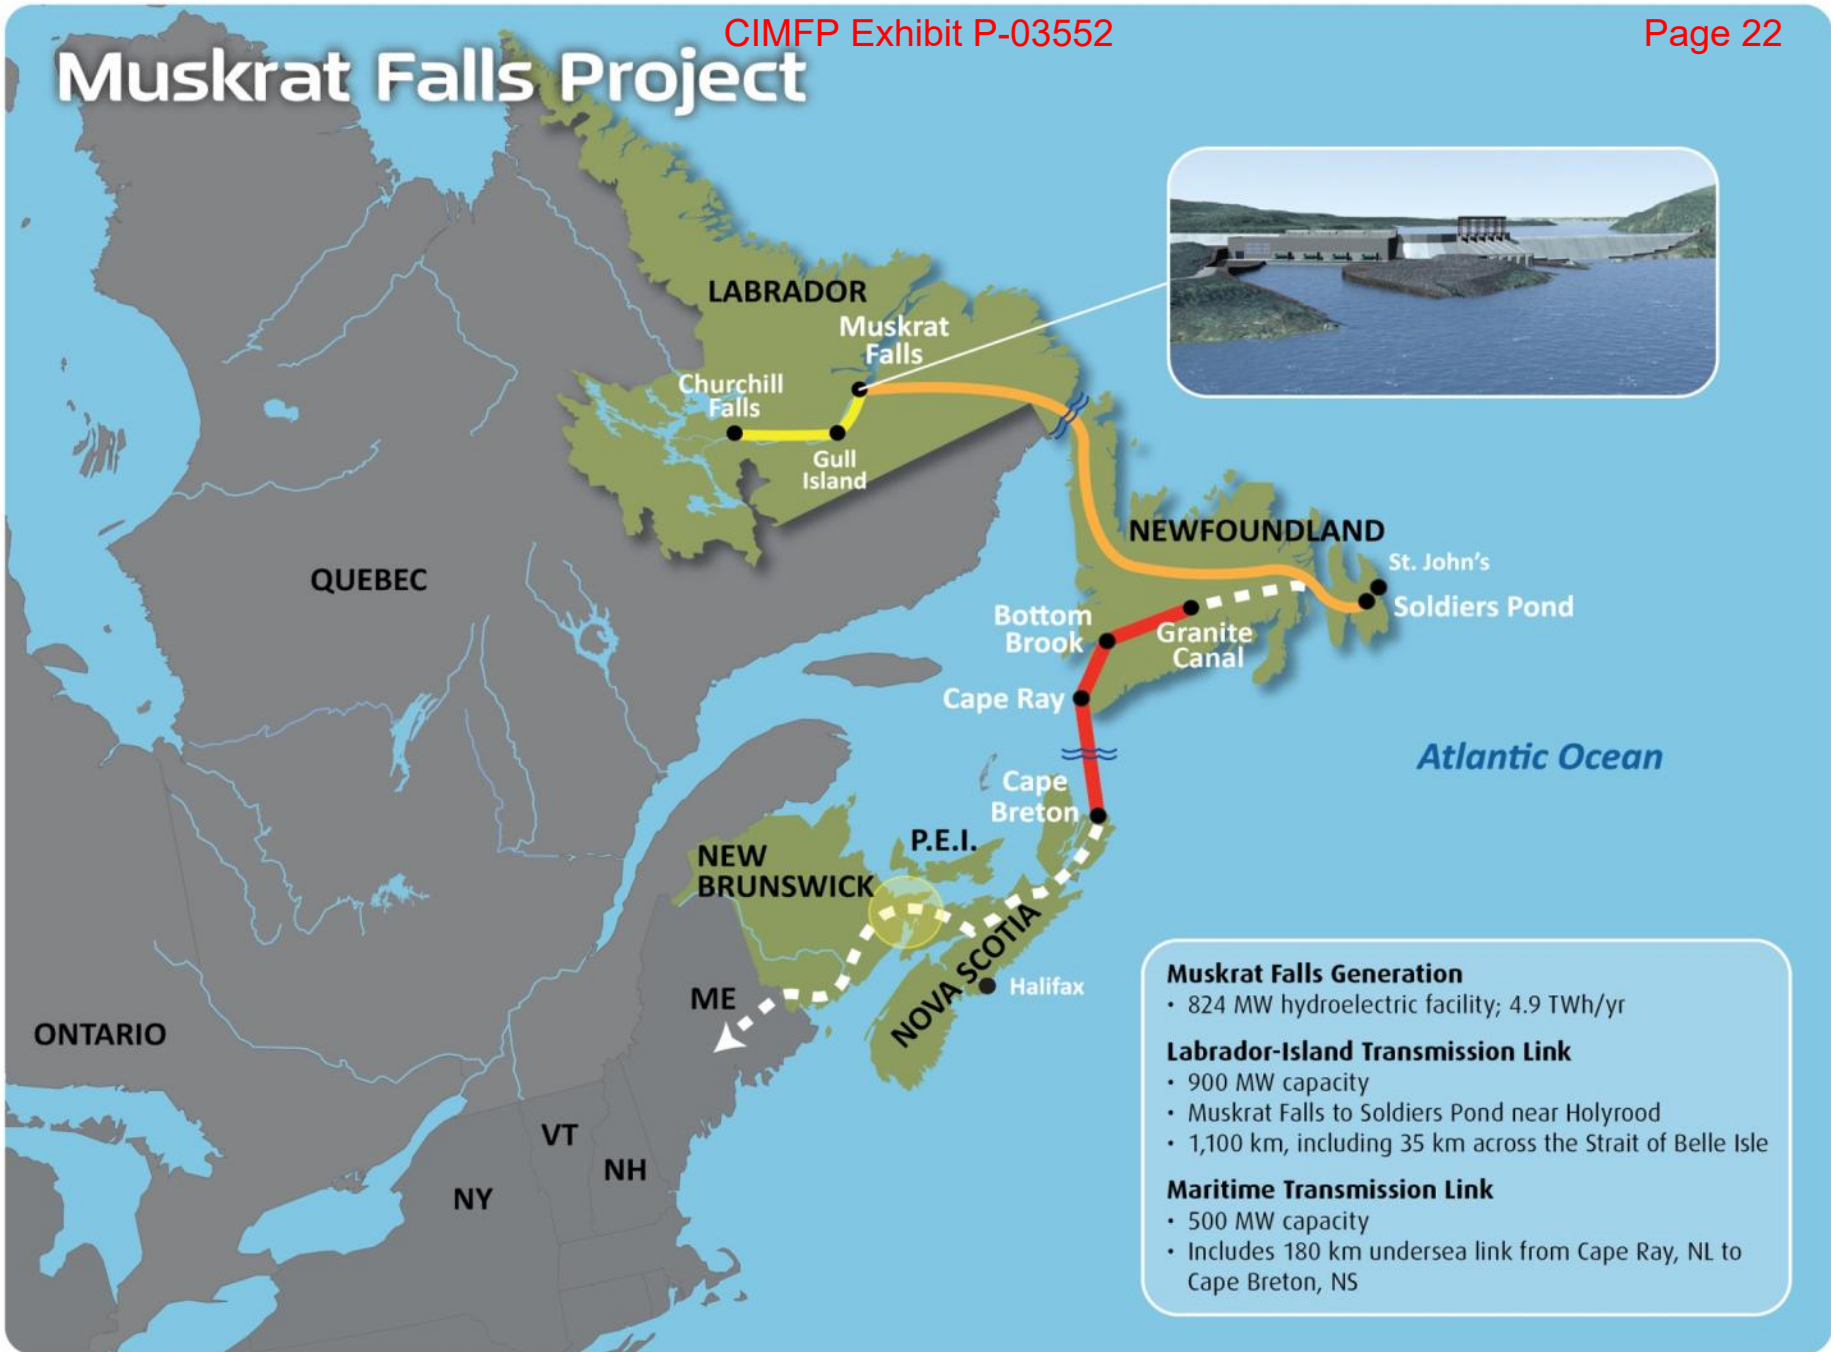 CIMFP Exhibit P-03552
Page 22
Muskrat Falls Project
LABRADOR
Muskrat
Falls
Churchill
Falls
Gull
Island
QUEBEC
NEWFOUNDLAND
St. John's
Soldiers Pond
Bottom
Brook
Granite
Canal
Cape Ray
Atlantic Ocean
Cape
Breton
P.E.I.
NEW
BRUNSWICK
NOVA SCOTIA
Halifax
ME
ONTARIO
VT
NH
NY
Muskrat Falls Generation
• 824 MW hydroelectric facility; 4.9 TWh/yr
Labrador-Island Transmission Link
• 900 MW capacity
• Muskrat Falls to Soldiers Pond near Holyrood
• 1,100 km, including 35 km across the Strait of Belle Isle
Maritime Transmission Link
• 500 MW capacity
• Includes 180 km undersea link from Cape Ray, NL to
Cape Breton, NS